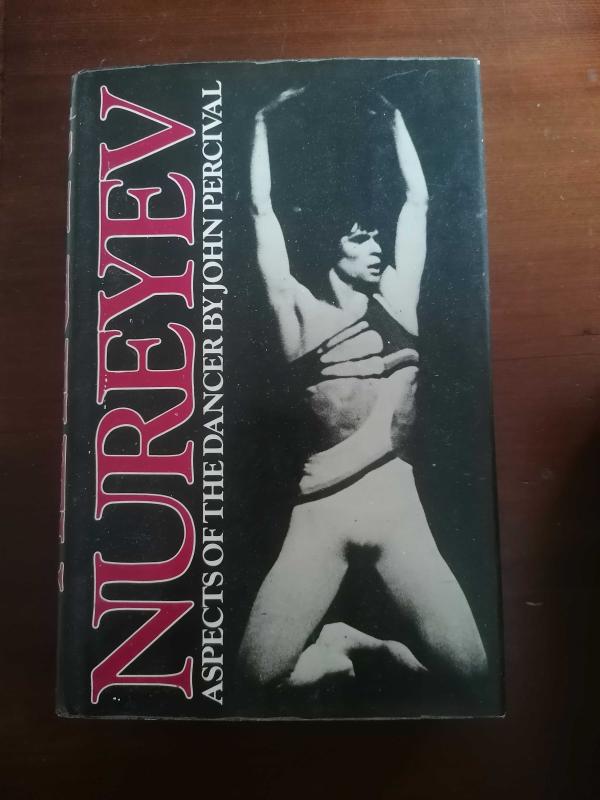 NUREYEV
ASPECTS OF THE DANCER BY JOHN PERCIVAL